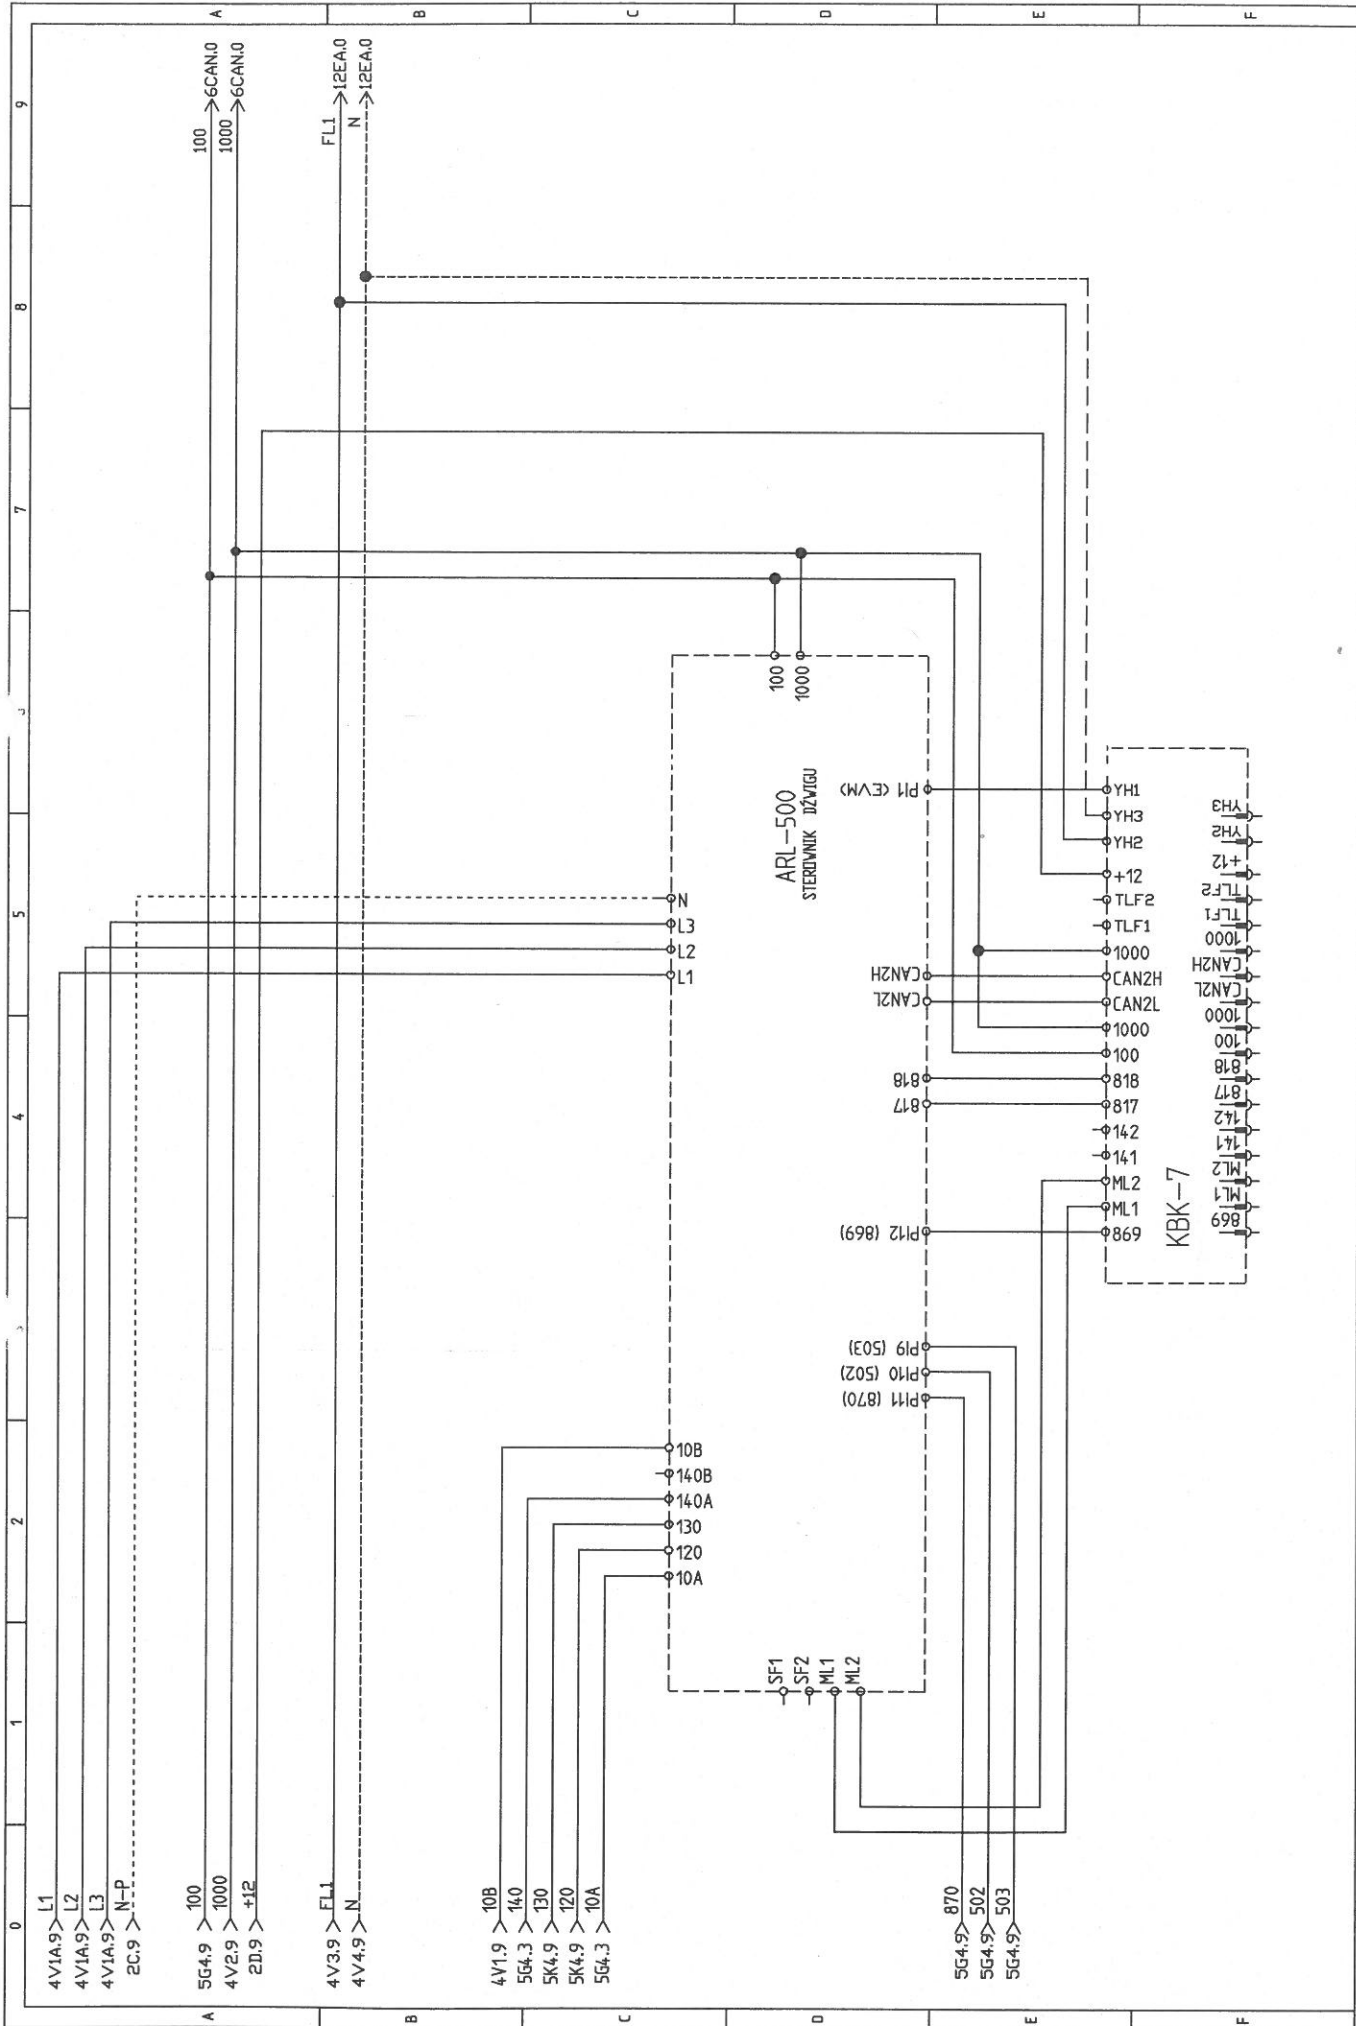 0 1 2 4 5 7 8 9
A B C D E F
4V1A.9 L1
4V1A.9 L2
4V1A.9 L3
2C.9 N-P
5G4.9 100
4V2.9 1000
2D.9 +12
4V3.9 FL1
4V4.9 N
100 6CAN.0
1000 6CAN.0
FL1 12EA.0
N 12EA.0
4V1.9 10B
5G4.3 140
5K4.9 130
5K4.9 120
5G4.3 10A
5G4.9 870
5G4.9 502
5G4.9 503
10A
120
130
140A
140B
10B
L1
L2
L3
N
SF1
SF2
ML1
ML2
ARL-500
STEROWNIK DŹWIGU
100
1000
PI11 (870)
PI10 (502)
PI9 (503)
PI12 (869)
817
818
CAN2L
CAN2H
PI1 (EVM)
869
ML1
ML2
141
142
817
818
100
1000
CAN2L
CAN2H
1000
TLF1
TLF2
+12
YH2
YH3
YH1
KBK-7
869
ML1
ML2
141
142
817
818
100
1000
CAN2L
CAN2H
1000
TLF1
TLF2
+12
YH2
YH3
A B C D E F